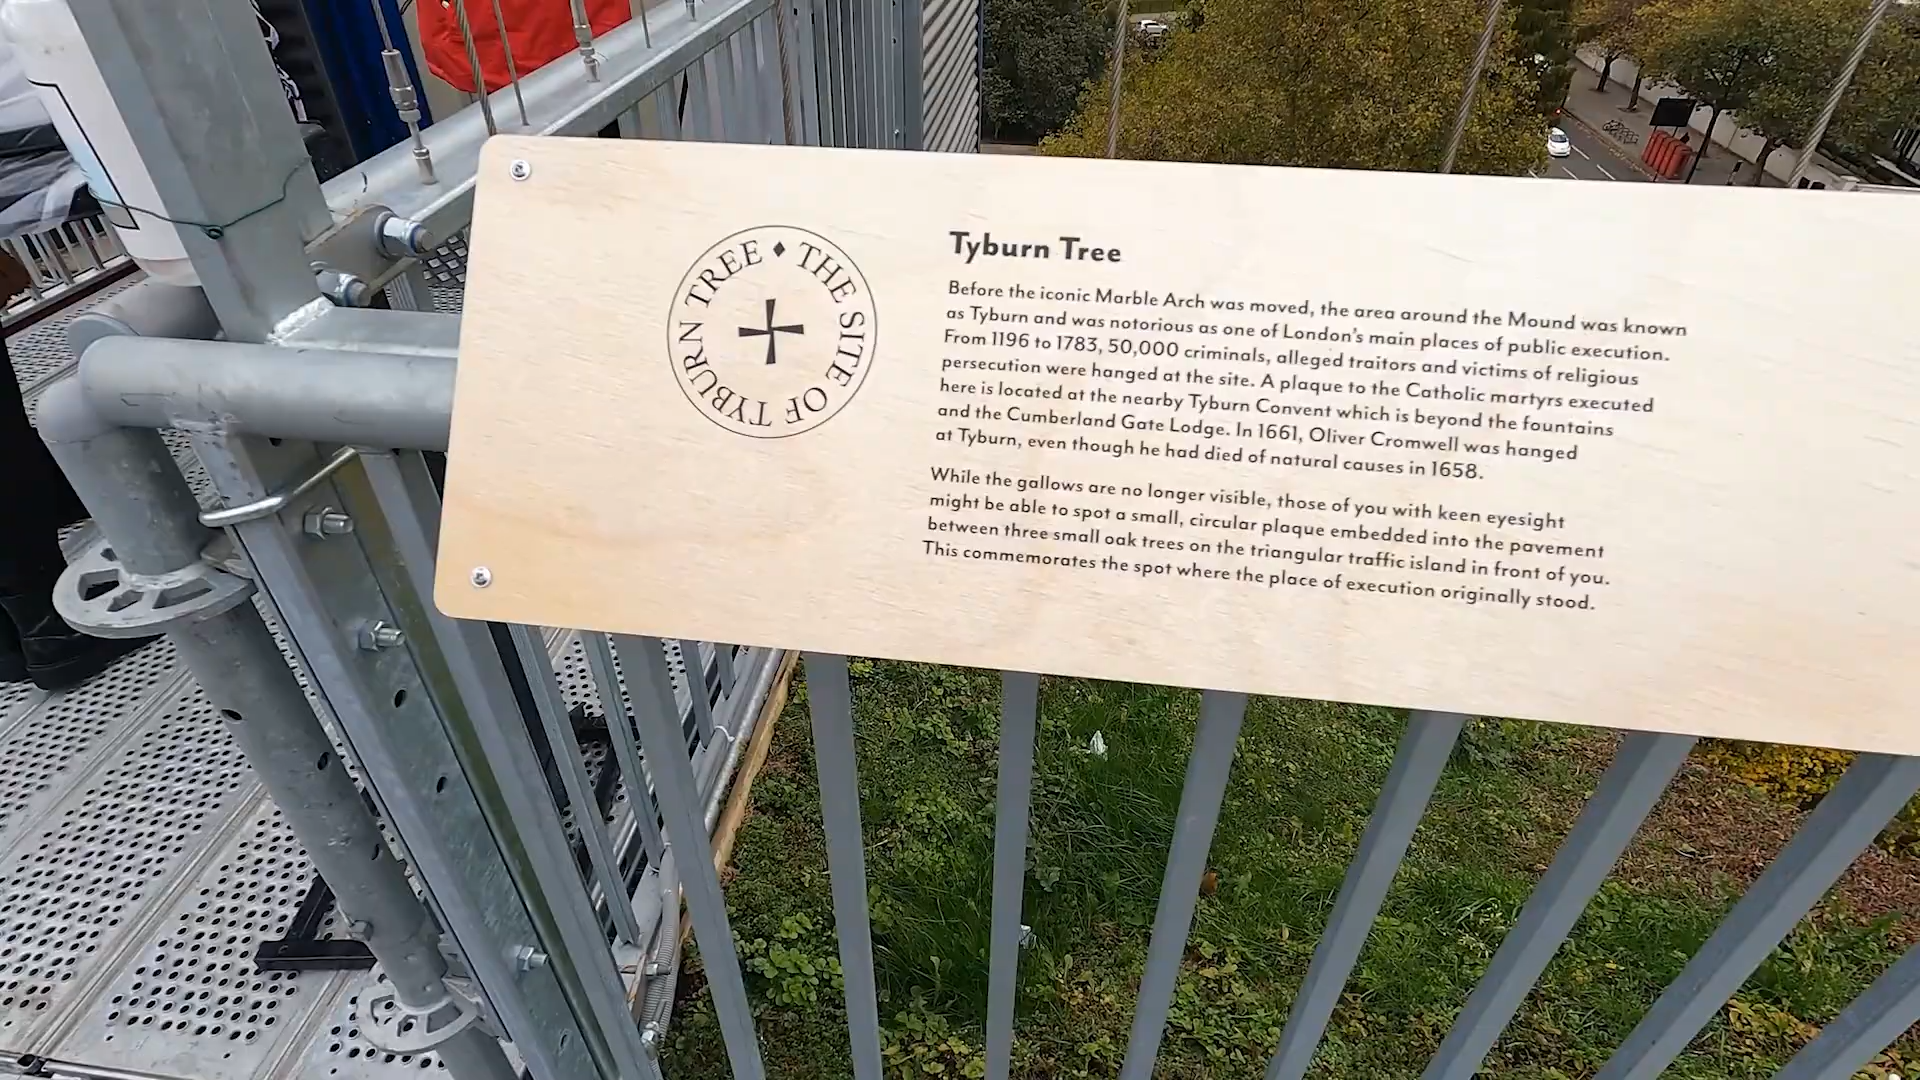 THE SITE OF TYBURN TREE ♦
Tyburn Tree
Before the iconic Marble Arch was moved, the area around the Mound was known
as Tyburn and was notorious as one of London's main places of public execution.
From 1196 to 1783, 50,000 criminals, alleged traitors and victims of religious
persecution were hanged at the site. A plaque to the Catholic martyrs executed
here is located at the nearby Tyburn Convent which is beyond the fountains
and the Cumberland Gate Lodge. In 1661, Oliver Cromwell was hanged
at Tyburn, even though he had died of natural causes in 1658.
While the gallows are no longer visible, those of you with keen eyesight
might be able to spot a small, circular plaque embedded into the pavement
between three small oak trees on the triangular traffic island in front of you.
This commemorates the spot where the place of execution originally stood.